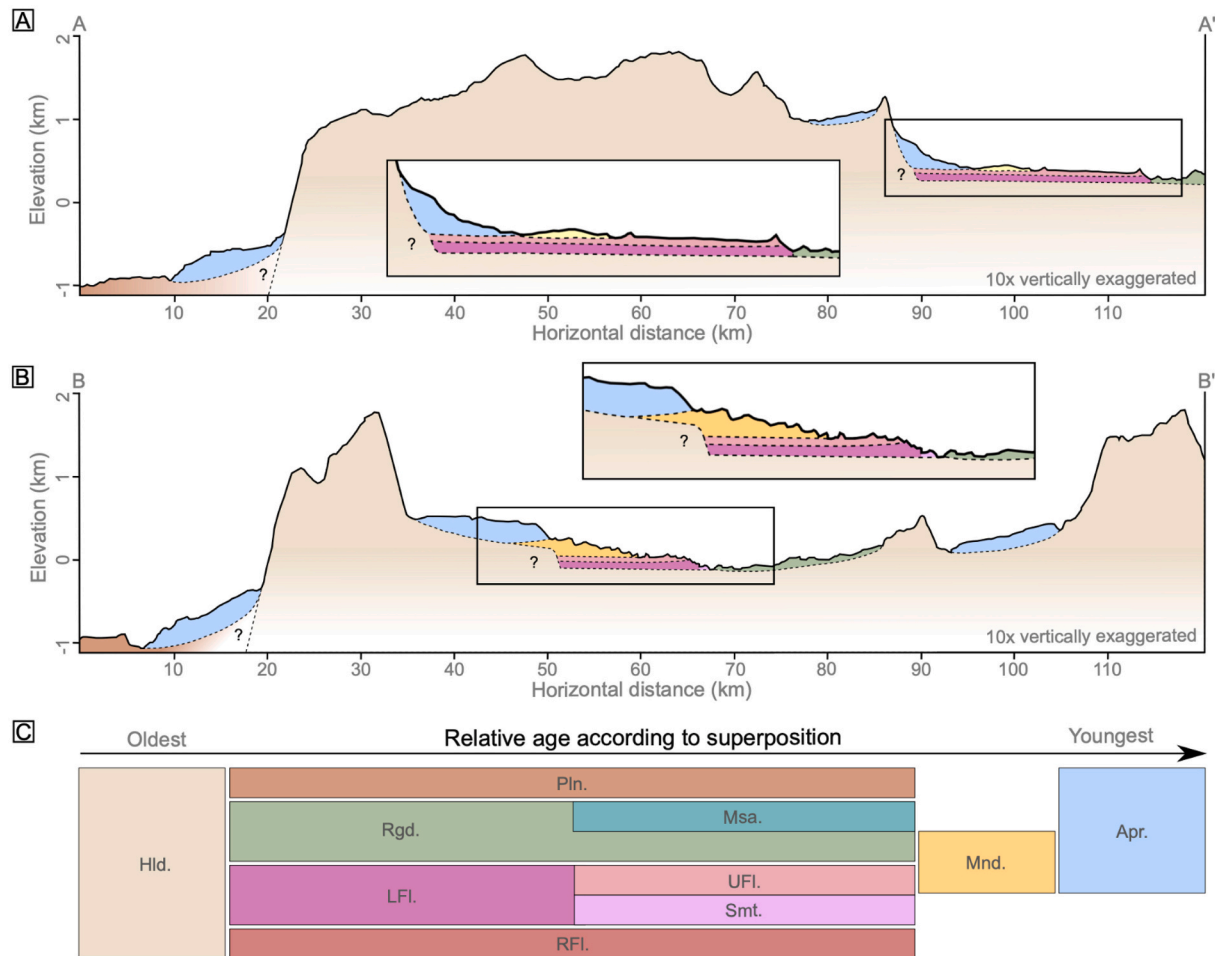 A
A A'
Elevation (km)
2
1
0
-1
?
?
?
10x vertically exaggerated
10 20 30 40 50 60 70 80 90 100 110
Horizontal distance (km)
B
B B'
Elevation (km)
2
1
0
-1
?
?
?
10x vertically exaggerated
10 20 30 40 50 60 70 80 90 100 110
Horizontal distance (km)
C
Oldest Relative age according to superposition Youngest
Pln.
Msa.
Rgd.
Hld.
Mnd.
Apr.
LFl.
UFl.
Smt.
RFl.